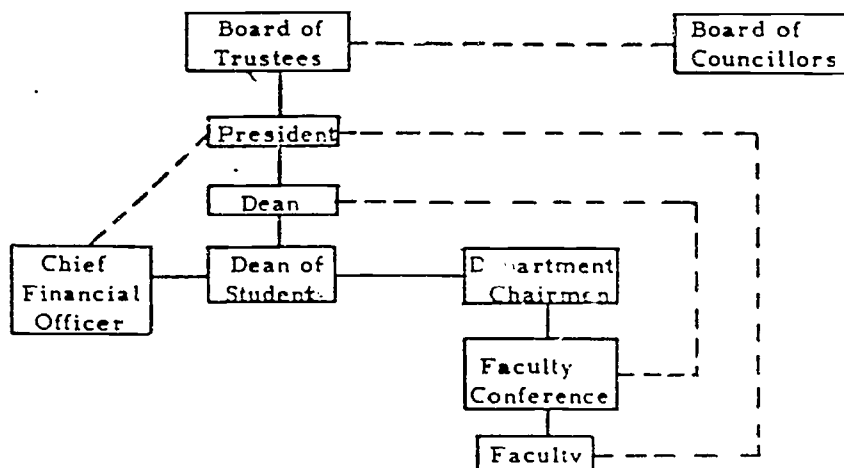 Board of
Trustees
Board of
Councillors
President
Dean
Chief
Financial
Officer
Dean of
Students
Department
Chairmen
Faculty
Conference
Faculty